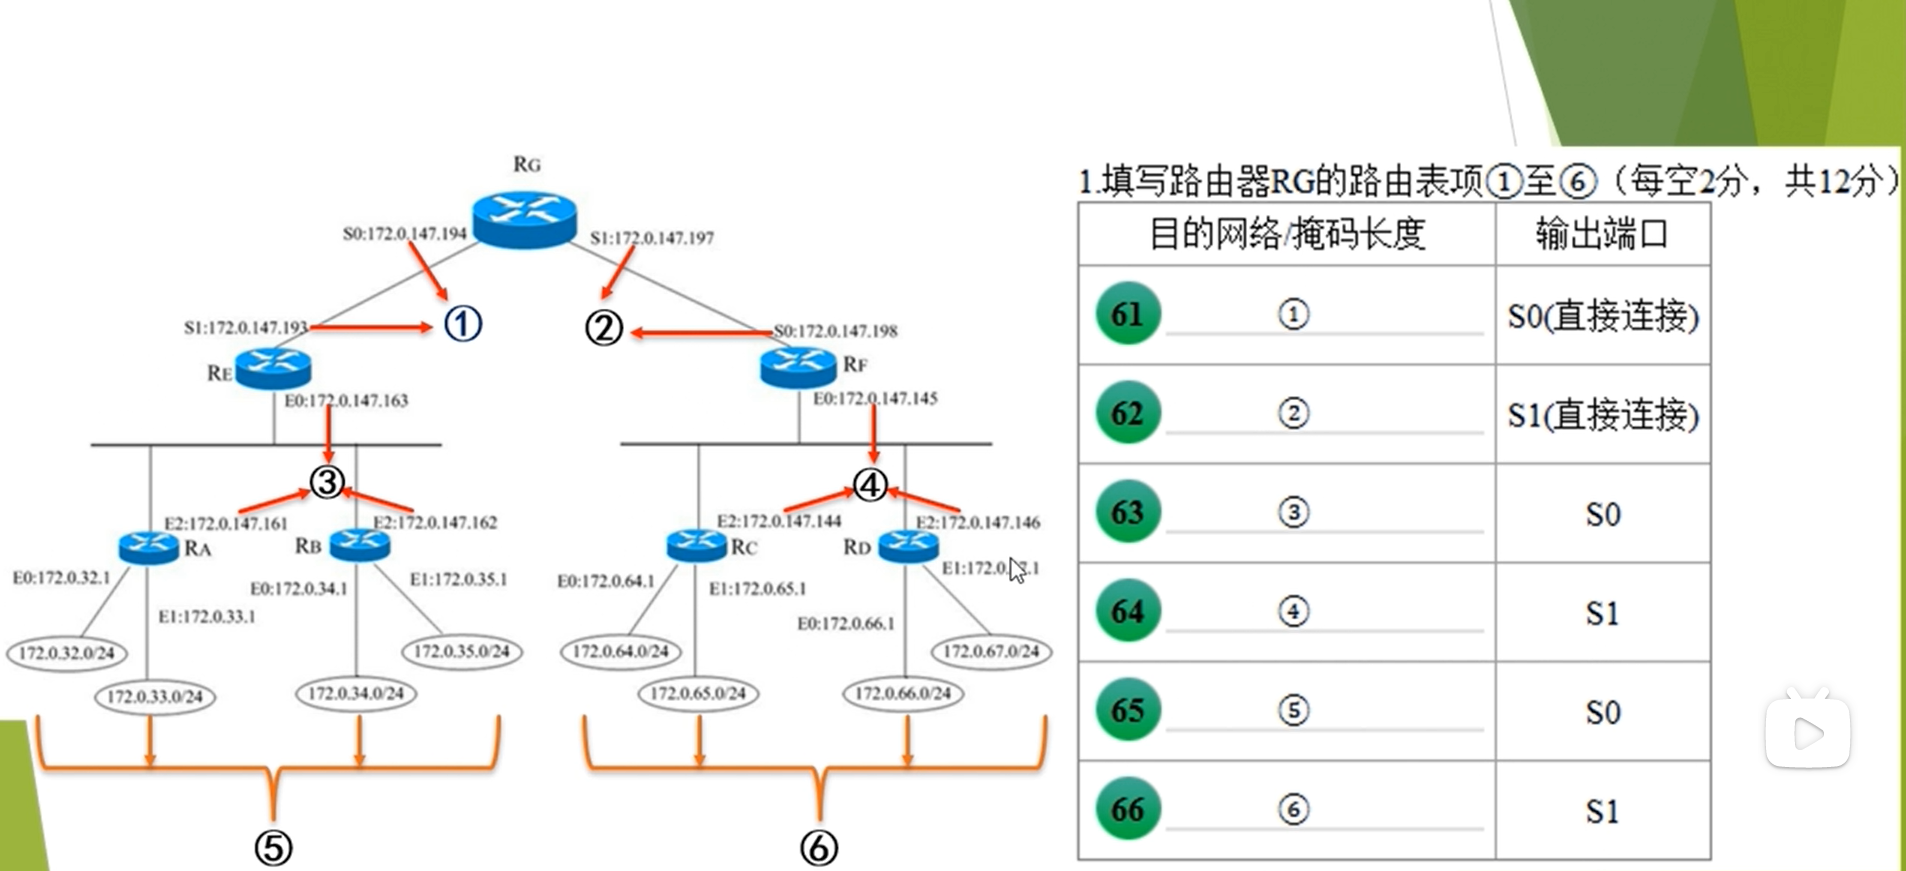 RG
S0:172.0.147.194
S1:172.0.147.197
①
②
S1:172.0.147.193
S0:172.0.147.198
RE
RF
E0:172.0.147.163
E0:172.0.147.145
③
④
E2:172.0.147.161
E2:172.0.147.162
E2:172.0.147.144
E2:172.0.147.146
RA
RB
RC
RD
E0:172.0.32.1
E1:172.0.33.1
E0:172.0.34.1
E1:172.0.35.1
E0:172.0.64.1
E1:172.0.65.1
E0:172.0.66.1
172.0.32.0/24
172.0.33.0/24
172.0.34.0/24
172.0.35.0/24
172.0.64.0/24
172.0.65.0/24
172.0.66.0/24
172.0.67.0/24
⑤
⑥
1.填写路由器RG的路由表项①至⑥（每空2分，共12分）
目的网络/掩码长度 输出端口
61 ① S0(直接连接)
62 ② S1(直接连接)
63 ③ S0
64 ④ S1
65 ⑤ S0
66 ⑥ S1